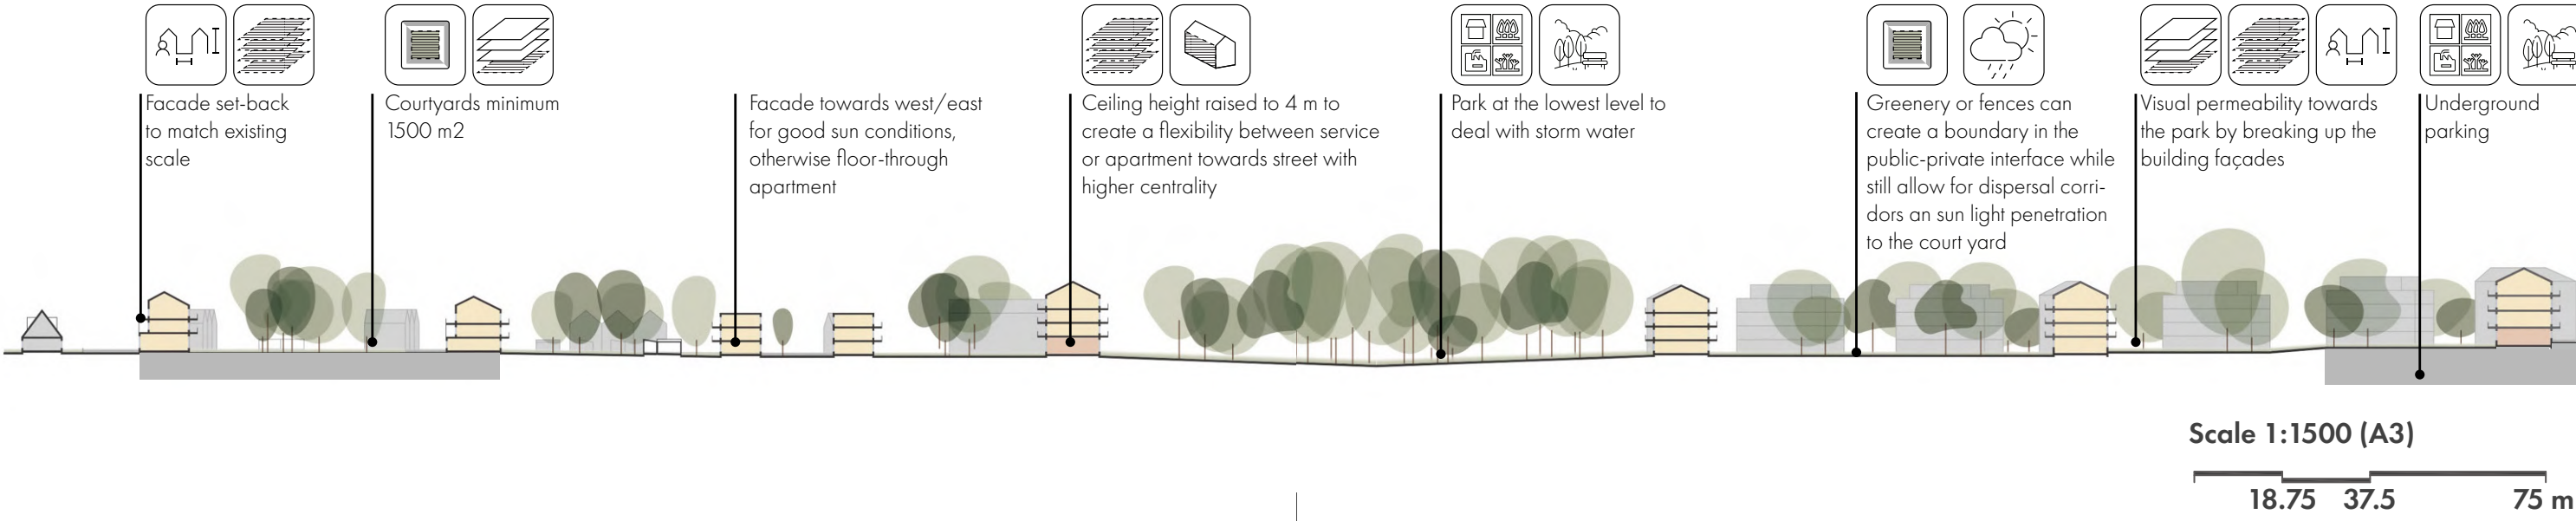 Facade set-back
to match existing
scale
Courtyards minimum
1500 m2
Facade towards west/east
for good sun conditions,
otherwise floor-through
apartment
Ceiling height raised to 4 m to
create a flexibility between service
or apartment towards street with
higher centrality
Park at the lowest level to
deal with storm water
Greenery or fences can
create a boundary in the
public-private interface while
still allow for dispersal corri-
dors an sun light penetration
to the court yard
Visual permeability towards
the park by breaking up the
building façades
Underground
parking
Scale 1:1500 (A3)
18.75 37.5 75 m